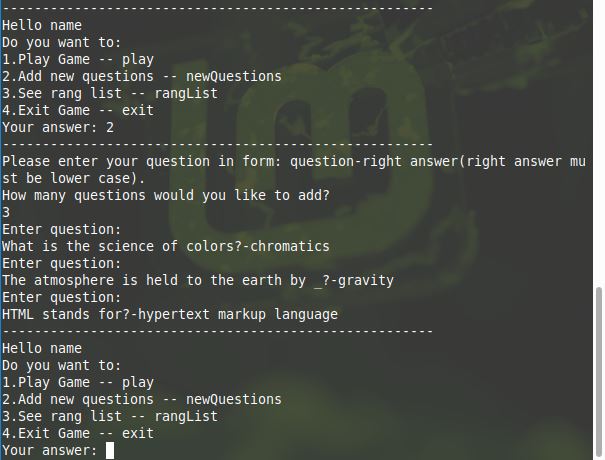 -----------------------------------------------------
Hello name
Do you want to:
1.Play Game -- play
2.Add new questions -- newQuestions
3.See rang list -- rangList
4.Exit Game -- exit
Your answer: 2
-----------------------------------------------------
Please enter your question in form: question-right answer(right answer mu
st be lower case).
How many questions would you like to add?
3
Enter question:
What is the science of colors?-chromatics
Enter question:
The atmosphere is held to the earth by _?-gravity
Enter question:
HTML stands for?-hypertext markup language
-----------------------------------------------------
Hello name
Do you want to:
1.Play Game -- play
2.Add new questions -- newQuestions
3.See rang list -- rangList
4.Exit Game -- exit
Your answer: